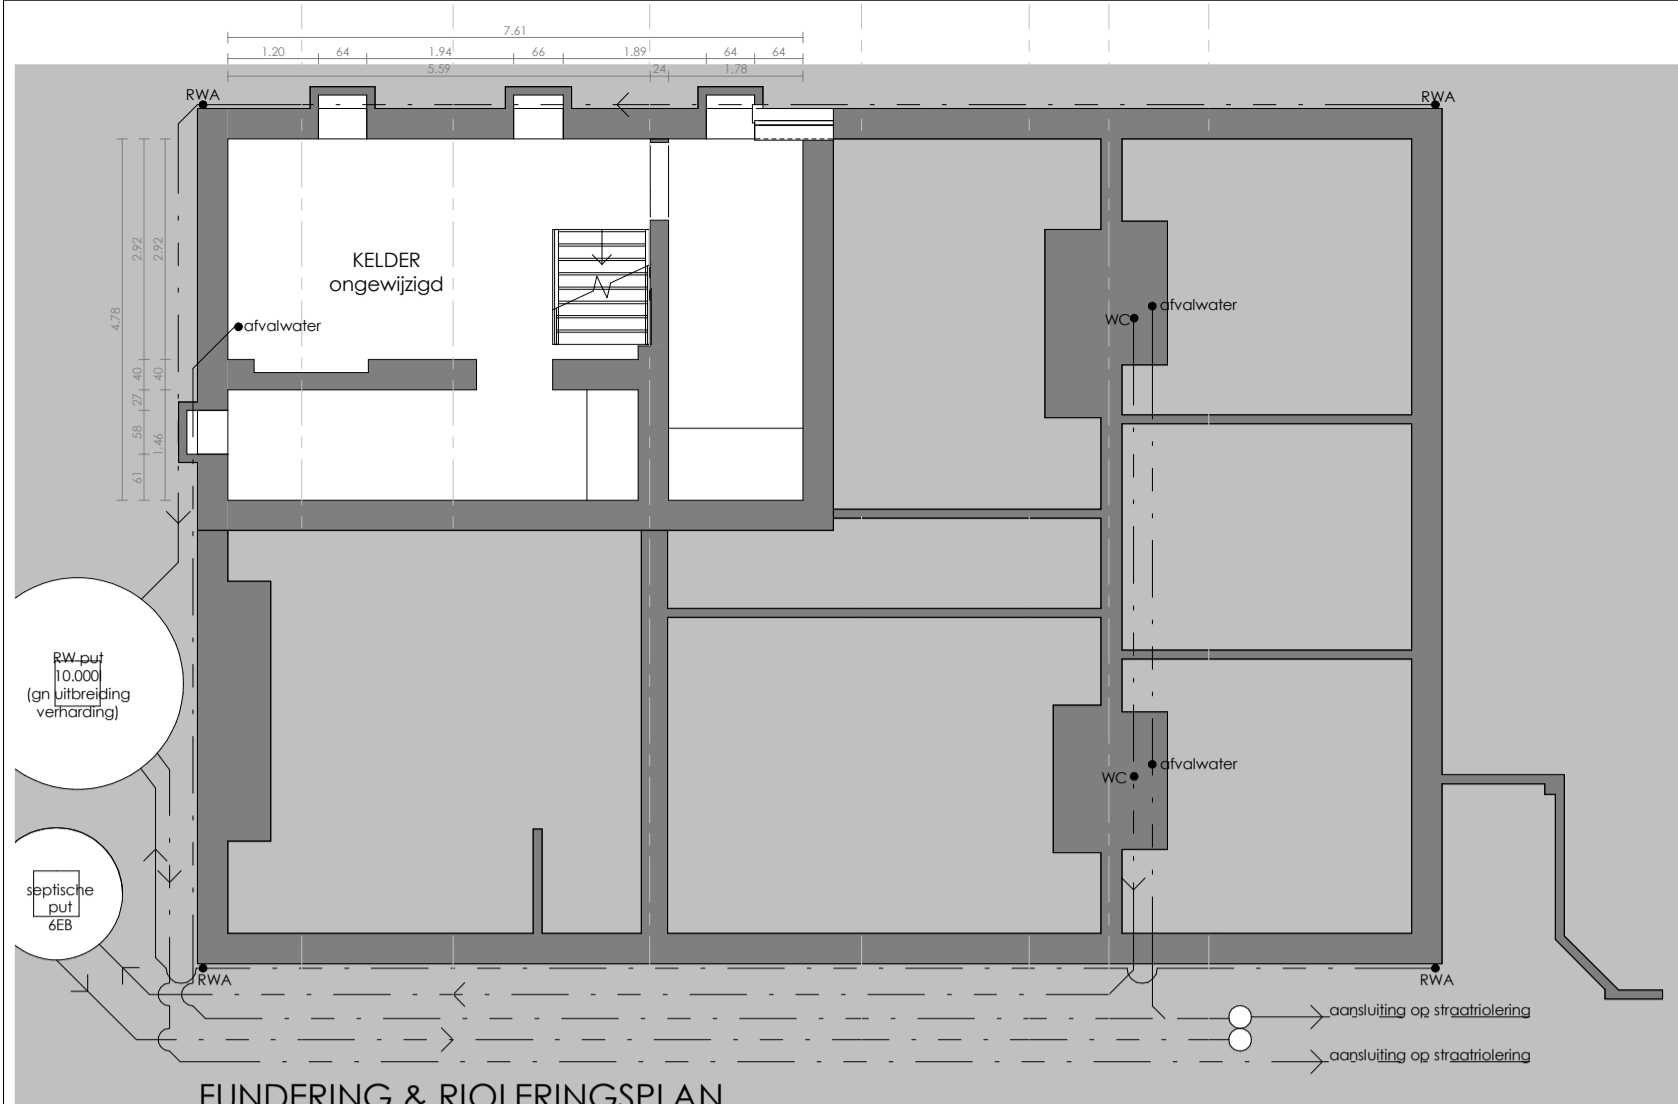 7.61
1.20 64 1.94 66 1.89 64 64
5.59 24 1.78
RWA
RWA
2.92 2.92
4.78
KELDER
ongewijzigd
afvalwater
afvalwater
WC
40 40
27
58 1.46
61
RW put
10.000l
(gn uitbreiding
verharding)
afvalwater
WC
septische
put
6EB
RWA
RWA
aansluiting op straatriolering
aansluiting op straatriolering
FUNDERING & RIOLERINGSPLAN